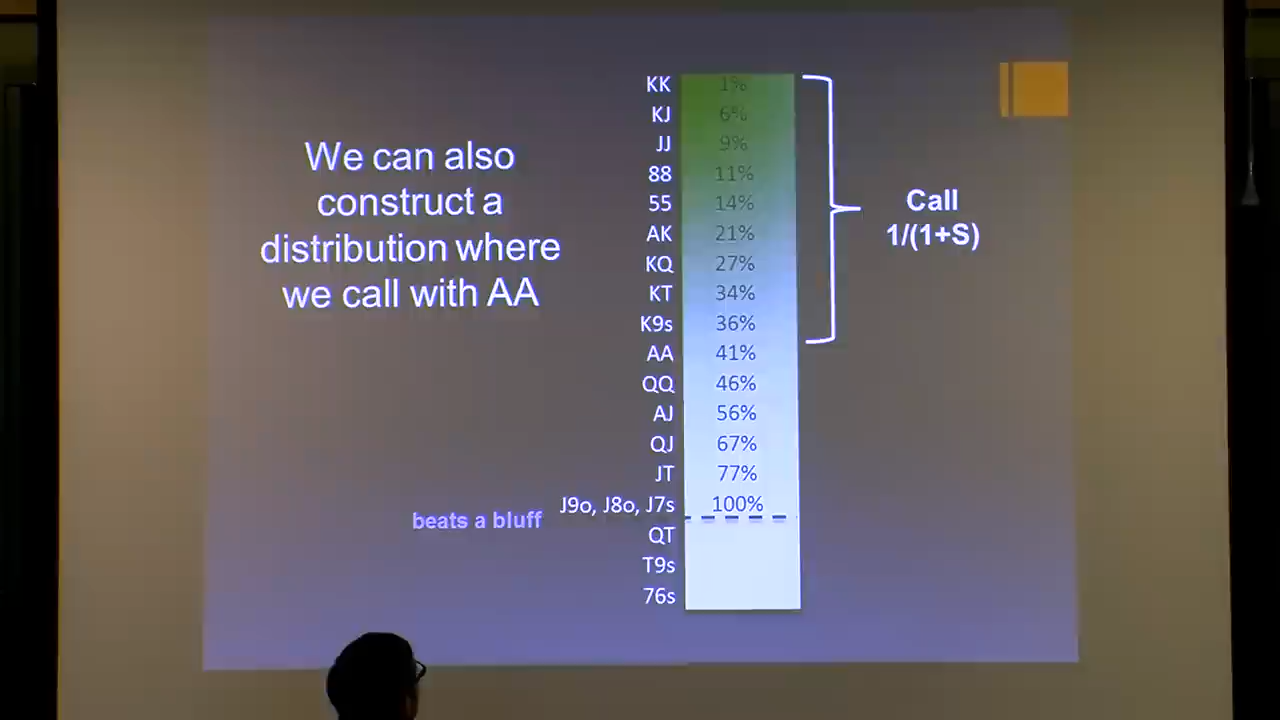 We can also
construct a
distribution where
we call with AA
KK 1%
KJ 6%
JJ 9%
88 11%
55 14%
AK 21%
KQ 27%
KT 34%
K9s 36%
AA 41%
QQ 46%
AJ 56%
QJ 67%
JT 77%
J9o, J8o, J7s 100%
beats a bluff
QT
T9s
76s
Call
1/(1+S)